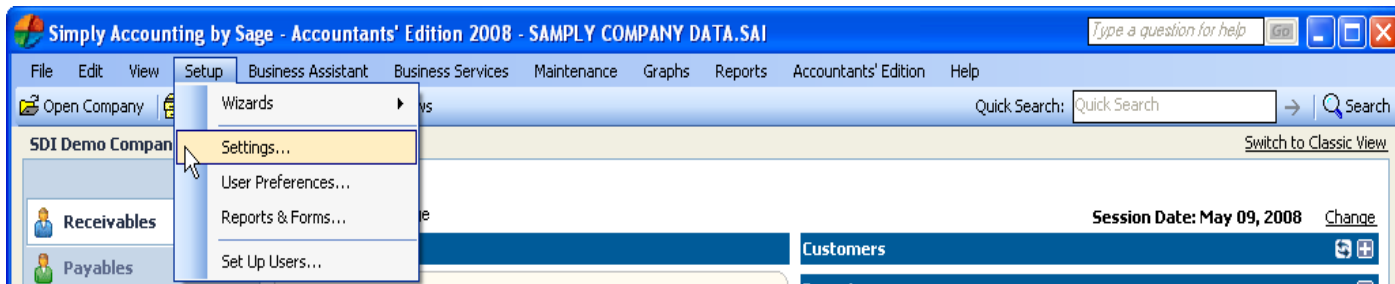 Simply Accounting by Sage - Accountants' Edition 2008 - SAMPLY COMPANY DATA.SAI
Type a question for help Go
File Edit View Setup Business Assistant Business Services Maintenance Graphs Reports Accountants' Edition Help
Open Company
Quick Search: Quick Search Search
Wizards
SDI Demo Compan
Switch to Classic View
Settings...
User Preferences...
Receivables
Reports & Forms...
Session Date: May 09, 2008 Change
Customers
Payables
Set Up Users...